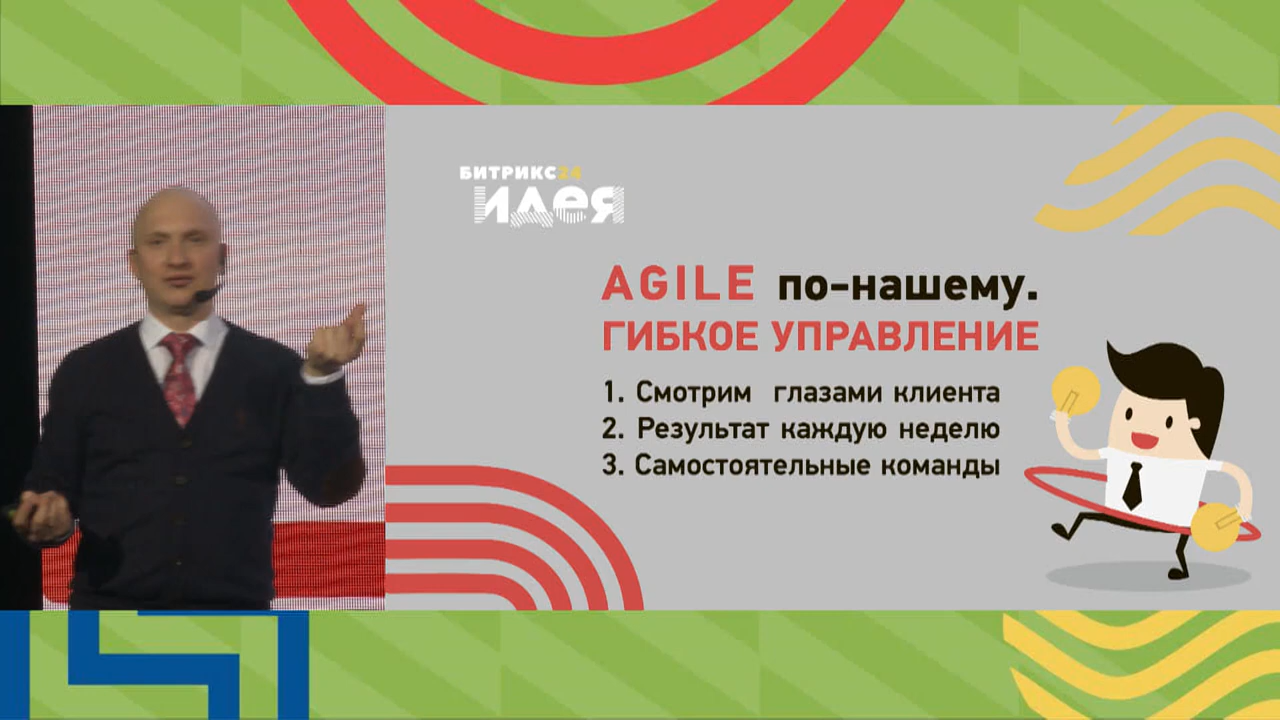 БИТРИКС24
идея
AGILE по-нашему.
ГИБКОЕ УПРАВЛЕНИЕ
1. Смотрим глазами клиента
2. Результат каждую неделю
3. Самостоятельные команды